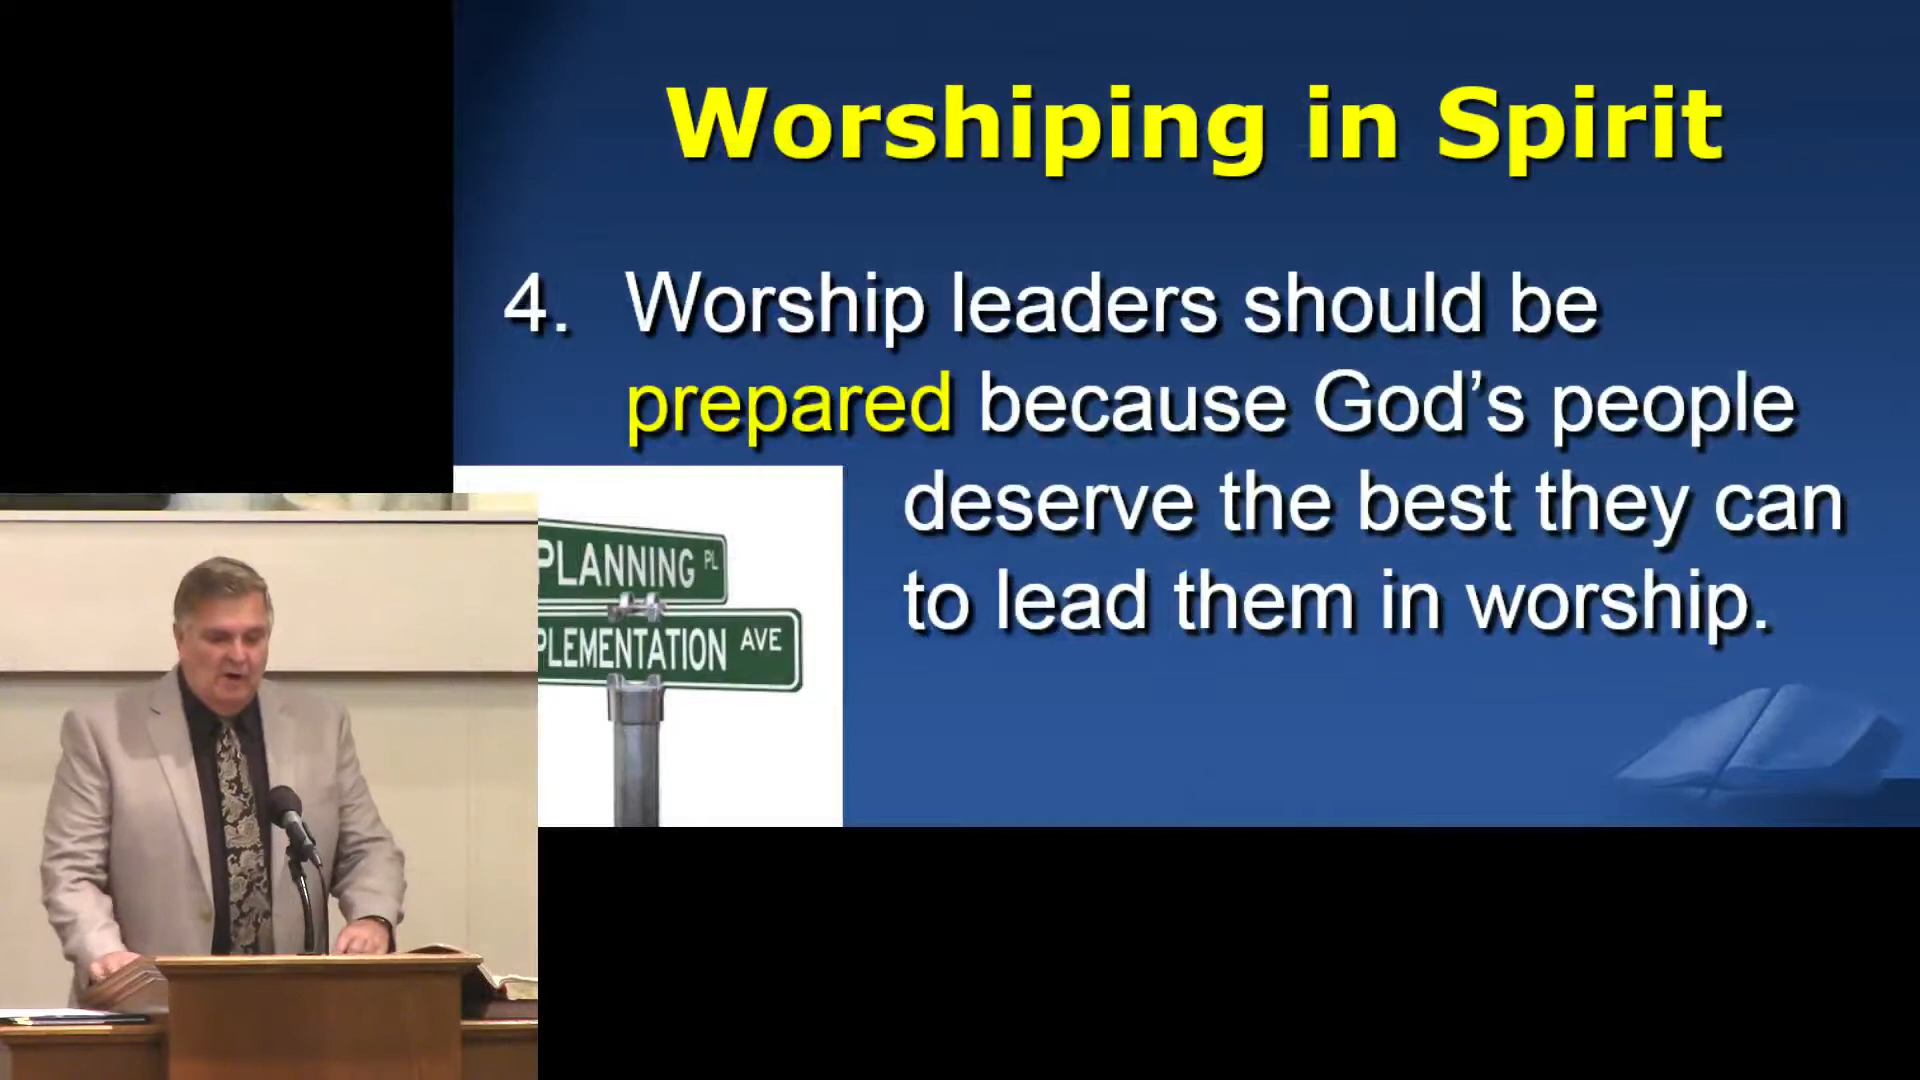 Worshiping in Spirit
4. Worship leaders should be
prepared because God’s people
deserve the best they can
to lead them in worship.
PLANNING PL
PLEMENTATION AVE